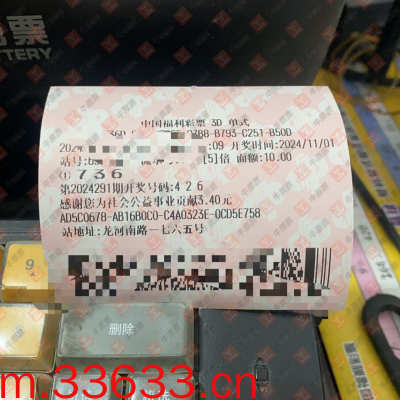 票
OTTERY
中国福利彩票 3D 单式
B793-C251-B50D
:09 开奖时间:2024/11/01
站号:
[5]倍 面额:10.00
① 7 3 6
第2024291期开奖号码:4 2 6
感谢您为社会公益事业贡献3.40元
AD5C0678-AB16B0C0-C4A0323E-0CD5E758
站地址:龙河南路一七六五号
9
删除
m.33633.cn